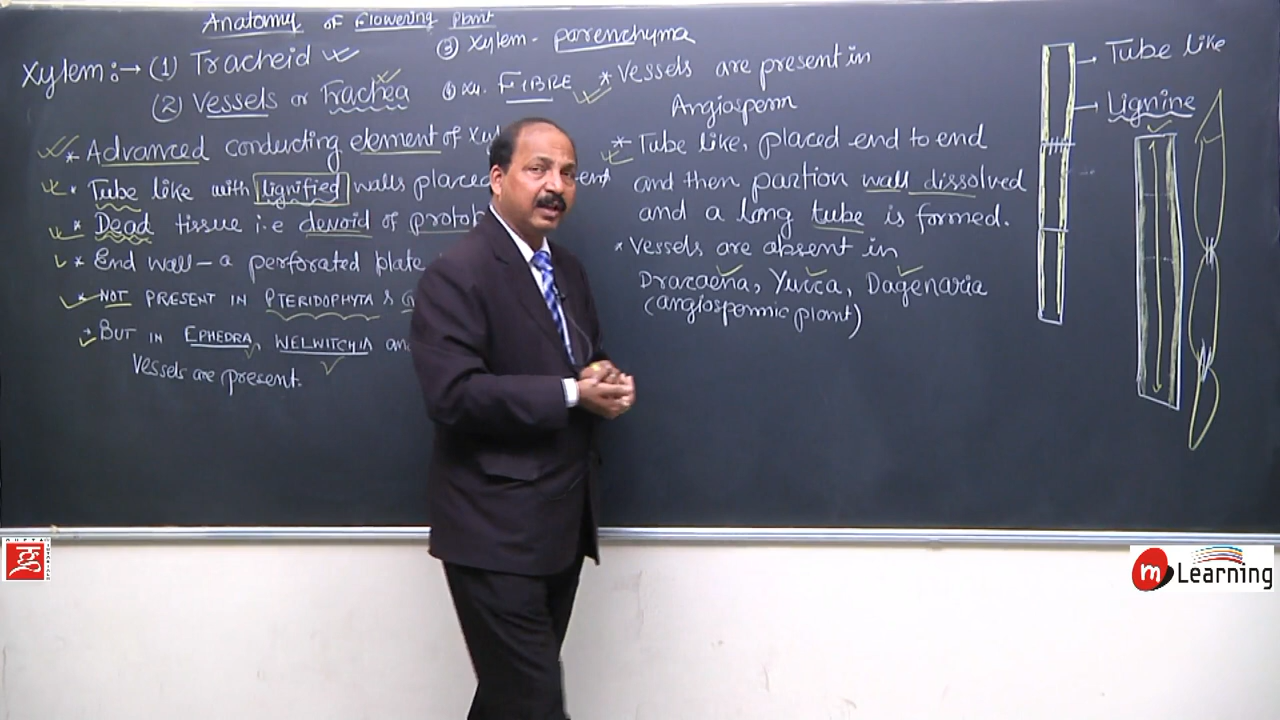 Anatomy of Flowering Plant
Xylem :→ (1) Tracheid
(2) Vessels or Trachea
(3) Xylem - parenchyma
(4) xy. FIBRE
* Advanced conducting element of Xy
* Tube like with lignified walls placed
* Dead tissue i.e devoid of protop
* End wall – a perforated plate
* NOT PRESENT IN PTERIDOPHYTA & G
* BUT IN EPHEDRA, WELWITCHIA an
Vessels are present.
* Vessels are present in
Angiosperm
* Tube like, placed end to end
and then partion wall dissolved
and a long tube is formed.
* Vessels are absent in
Dracaena, Yucca, Dagenaria
(angiospermic plant)
→ Tube like
→ Lignine
m Learning